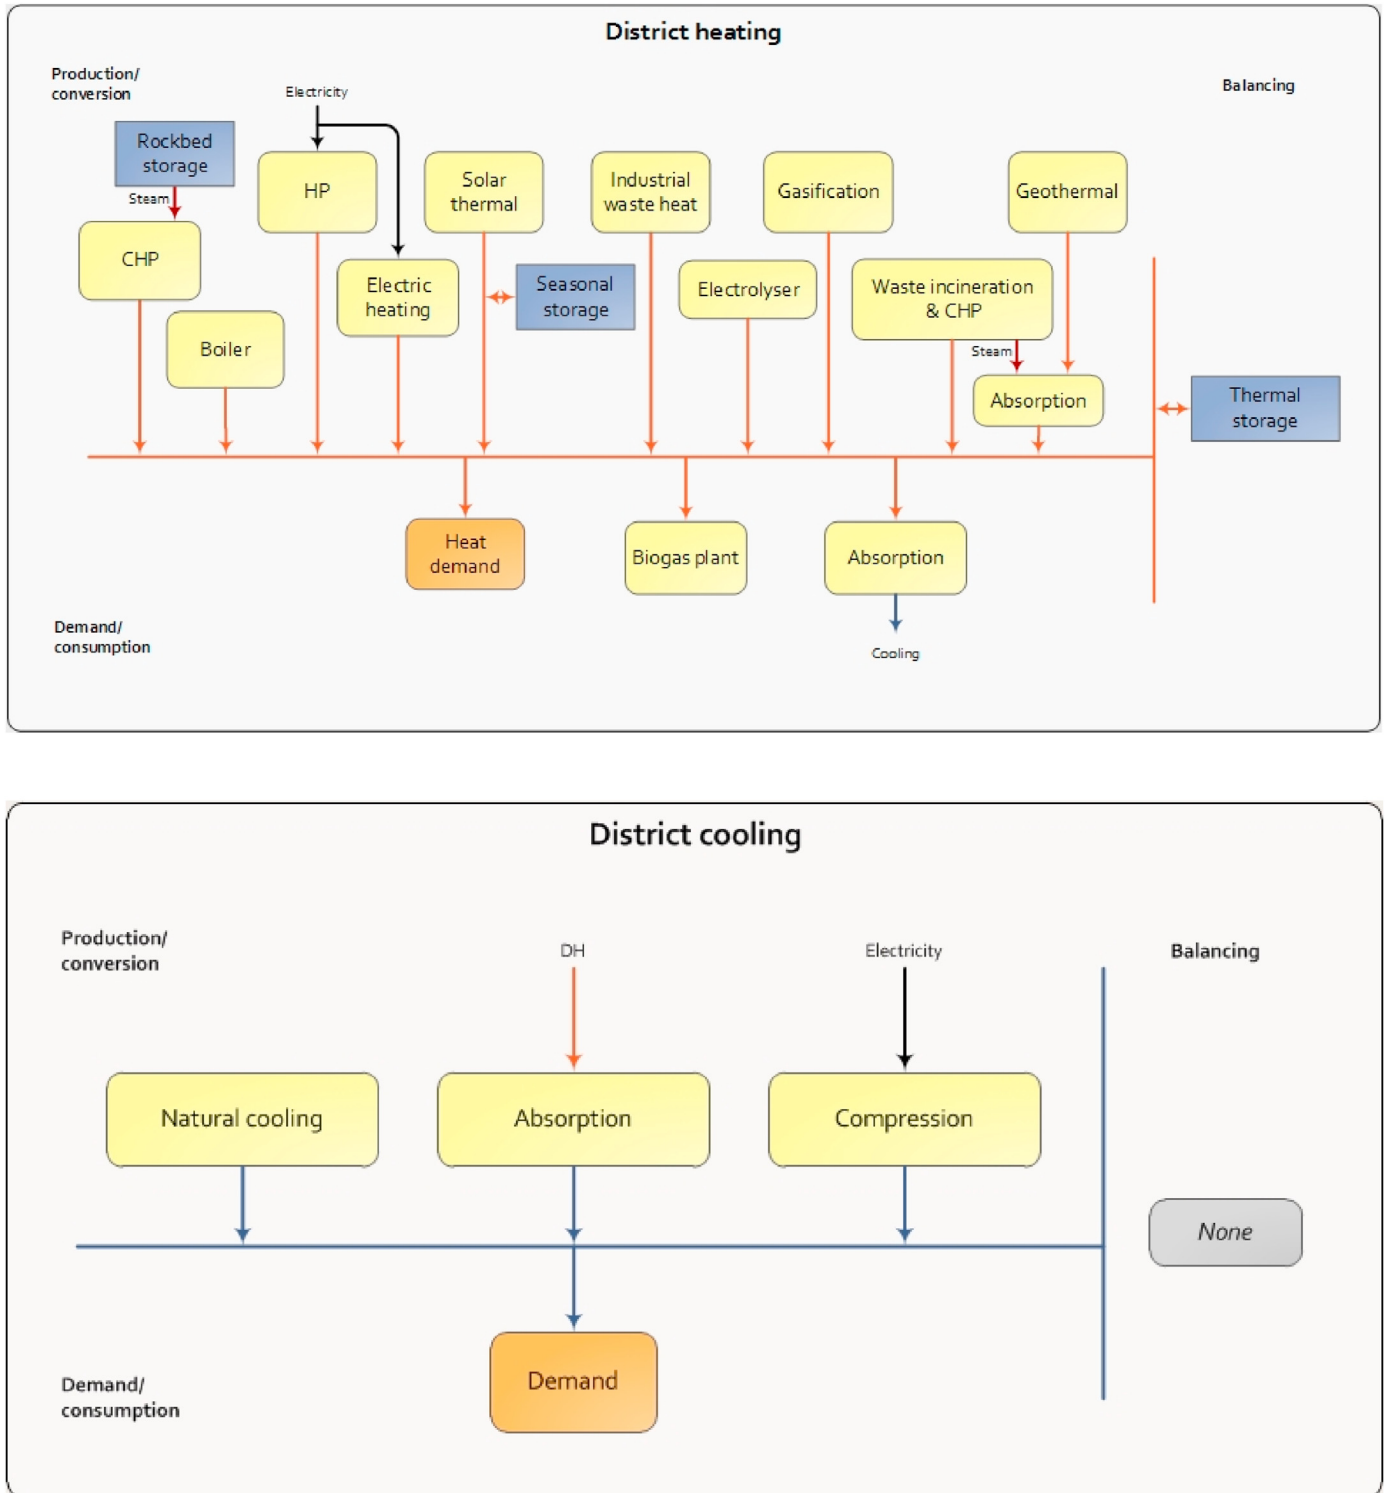 District heating
Production/
conversion
Electricity
Balancing
Rockbed
storage
Steam
CHP
Boiler
HP
Electric
heating
Solar
thermal
Seasonal
storage
Industrial
waste heat
Electrolyser
Gasification
Waste incineration
& CHP
Steam
Geothermal
Absorption
Thermal
storage
Heat
demand
Biogas plant
Absorption
Cooling
Demand/
consumption
District cooling
Production/
conversion
DH
Electricity
Balancing
Natural cooling
Absorption
Compression
None
Demand
Demand/
consumption